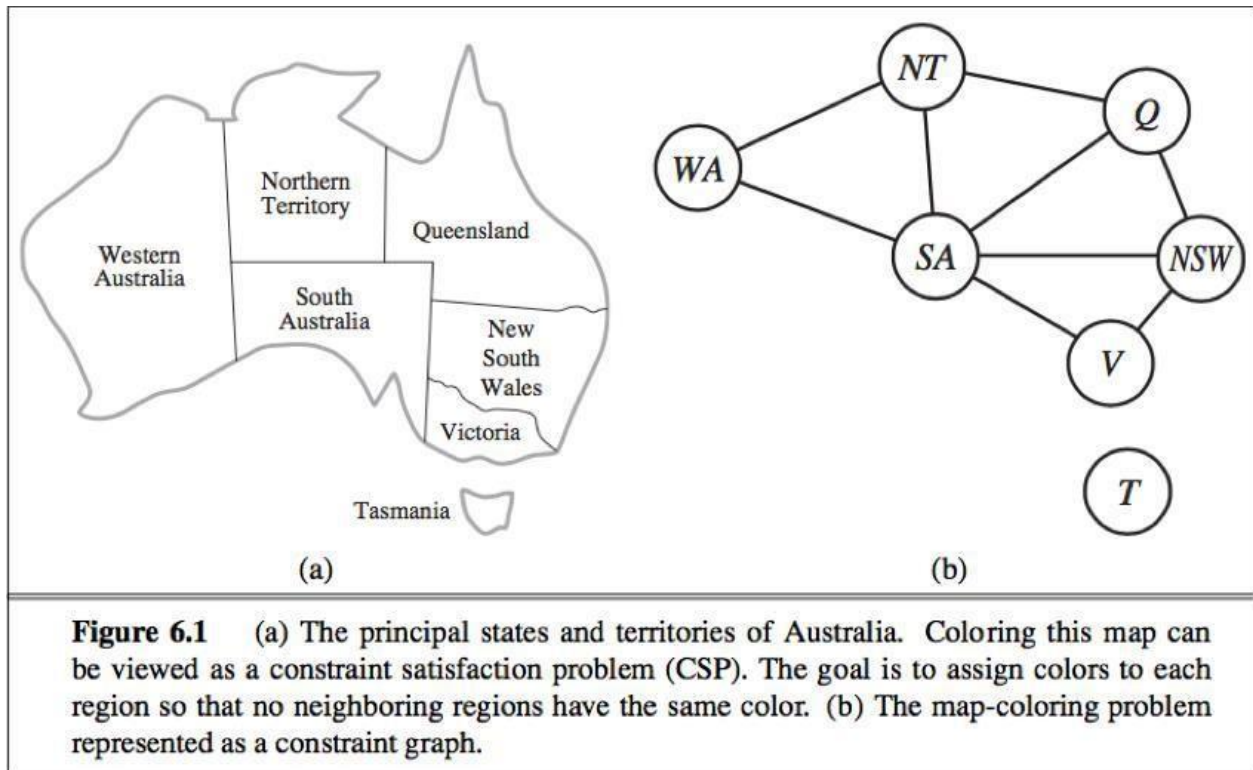 Northern
Territory
Western
Australia
Queensland
South
Australia
New
South
Wales
Victoria
Tasmania
(a)
NT
Q
WA
SA
NSW
V
T
(b)
Figure 6.1 (a) The principal states and territories of Australia. Coloring this map can
be viewed as a constraint satisfaction problem (CSP). The goal is to assign colors to each
region so that no neighboring regions have the same color. (b) The map-coloring problem
represented as a constraint graph.